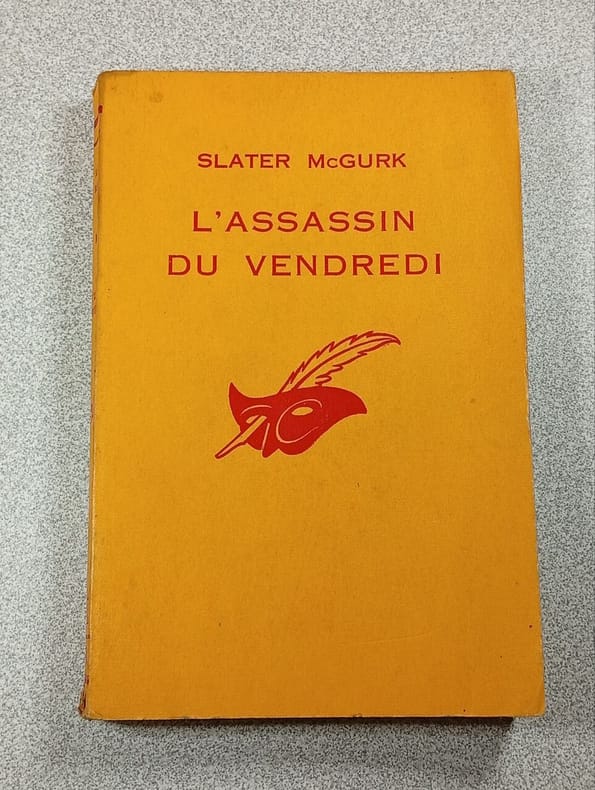 SLATER McGURK
L'ASSASSIN
DU VENDREDI